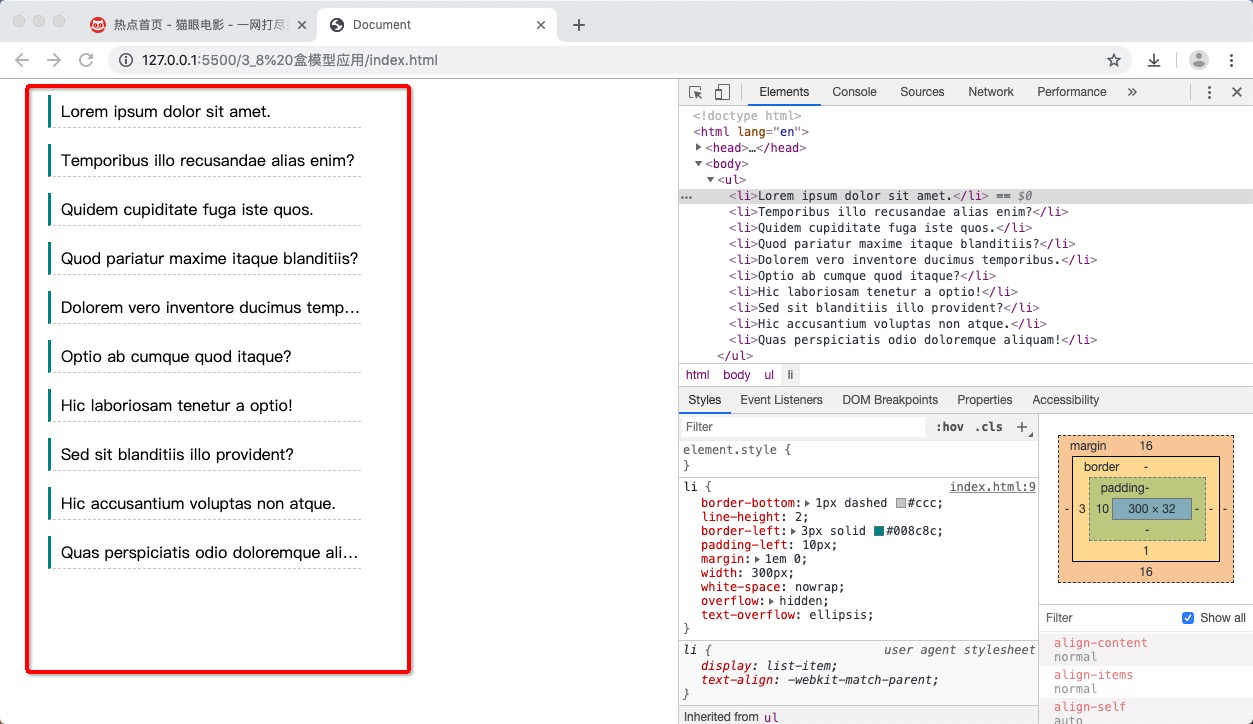 热点首页 - 猫眼电影 - 一网打尽
Document
127.0.0.1:5500/3_8%20盒模型应用/index.html
Lorem ipsum dolor sit amet.
Temporibus illo recusandae alias enim?
Quidem cupiditate fuga iste quos.
Quod pariatur maxime itaque blanditiis?
Dolorem vero inventore ducimus temp…
Optio ab cumque quod itaque?
Hic laboriosam tenetur a optio!
Sed sit blanditiis illo provident?
Hic accusantium voluptas non atque.
Quas perspiciatis odio doloremque ali…
Elements Console Sources Network Performance »
<!doctype html>
<html lang="en">
<head>…</head>
<body>
<ul>
<li>Lorem ipsum dolor sit amet.</li> == $0
<li>Temporibus illo recusandae alias enim?</li>
<li>Quidem cupiditate fuga iste quos.</li>
<li>Quod pariatur maxime itaque blanditiis?</li>
<li>Dolorem vero inventore ducimus temporibus.</li>
<li>Optio ab cumque quod itaque?</li>
<li>Hic laboriosam tenetur a optio!</li>
<li>Sed sit blanditiis illo provident?</li>
<li>Hic accusantium voluptas non atque.</li>
<li>Quas perspiciatis odio doloremque aliquam!</li>
</ul>
html body ul li
Styles Event Listeners DOM Breakpoints Properties Accessibility
Filter :hov .cls +
element.style {
}
li { index.html:9
border-bottom: 1px dashed #ccc;
line-height: 2;
border-left: 3px solid #008c8c;
padding-left: 10px;
margin: 1em 0;
width: 300px;
white-space: nowrap;
overflow: hidden;
text-overflow: ellipsis;
}
li { user agent stylesheet
display: list-item;
text-align: -webkit-match-parent;
}
Inherited from ul
margin 16
border -
padding -
- 3 10 300 × 32 - - -
-
1
16
Filter Show all
align-content
normal
align-items
normal
align-self
auto